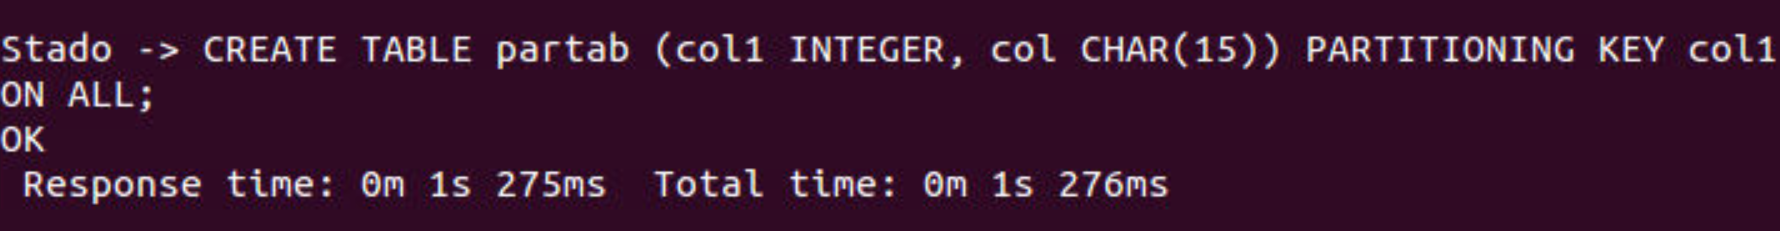 Stado -> CREATE TABLE partab (col1 INTEGER, col CHAR(15)) PARTITIONING KEY col1
ON ALL;
OK
Response time: 0m 1s 275ms  Total time: 0m 1s 276ms